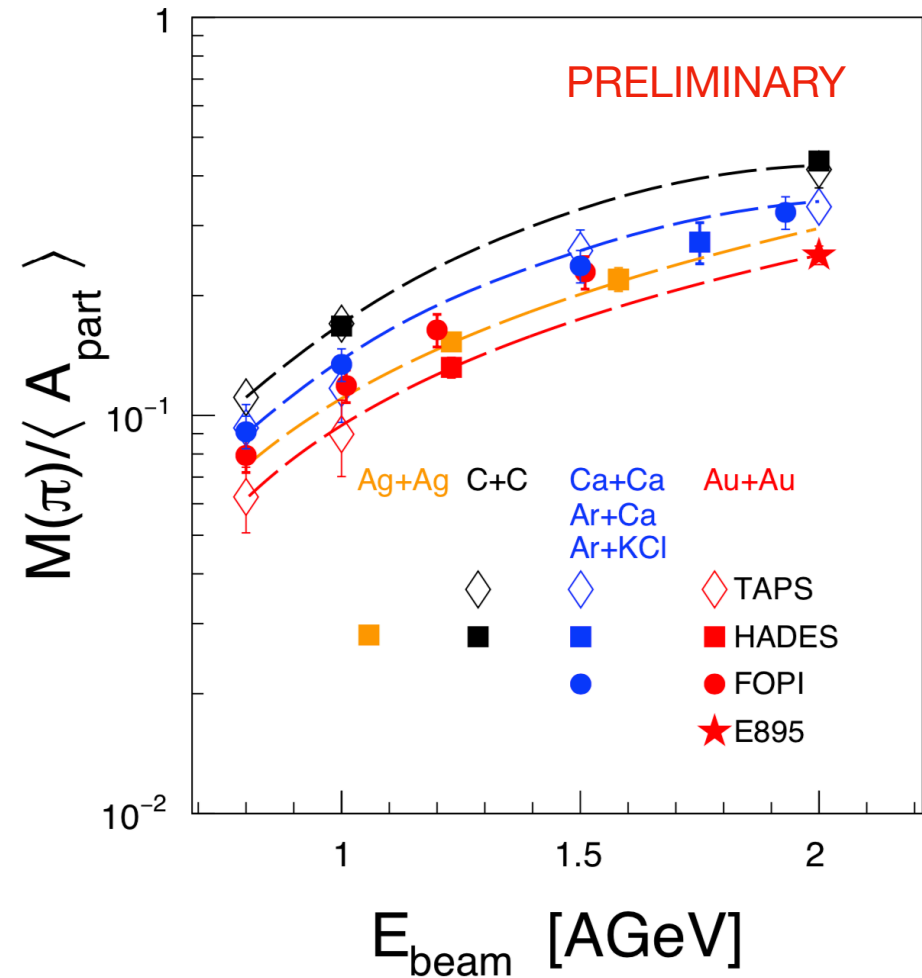 PRELIMINARY
M(π)/⟨ A_part ⟩
1
10⁻¹
10⁻²
Ag+Ag C+C Ca+Ca Au+Au
Ar+Ca
Ar+KCl
TAPS
HADES
FOPI
E895
1 1.5 2
E_beam [AGeV]